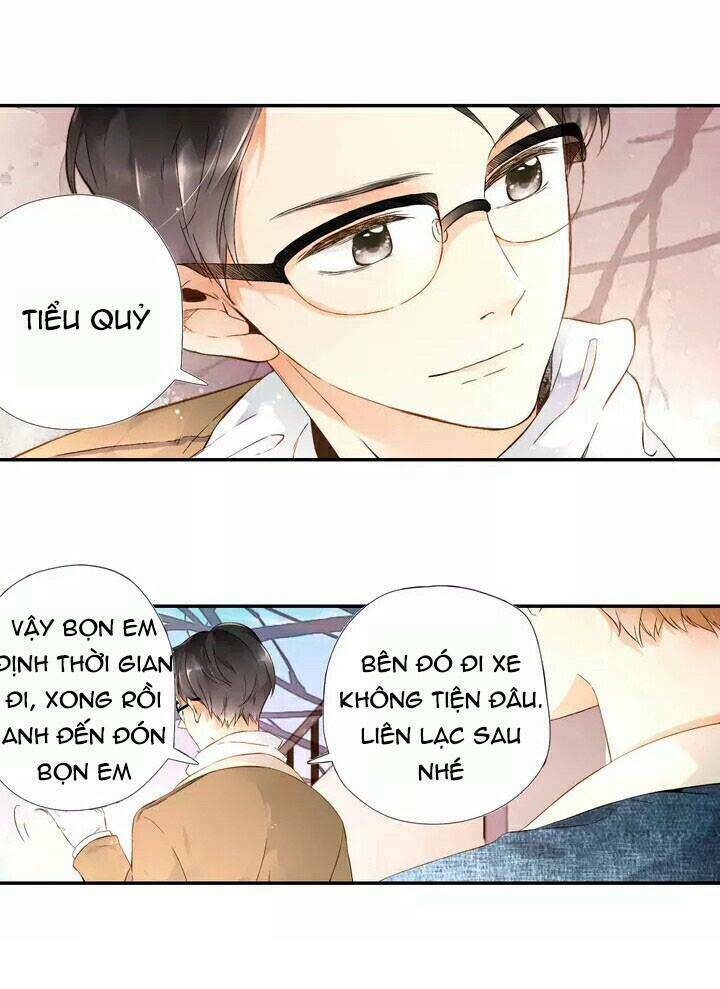 TIỂU QUỶ
VẬY BỌN EM
ĐỊNH THỜI GIAN
ĐI, XONG RỒI
ANH ĐẾN ĐÓN
BỌN EM
BÊN ĐÓ ĐI XE
KHÔNG TIỆN ĐÂU.
LIÊN LẠC SAU
NHÉ